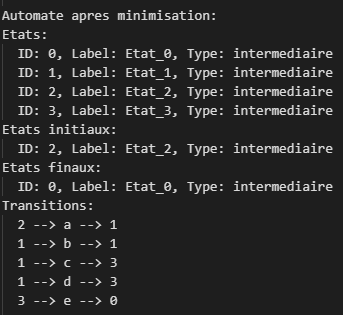 Automate apres minimisation:
Etats:
ID: 0, Label: Etat_0, Type: intermediaire
ID: 1, Label: Etat_1, Type: intermediaire
ID: 2, Label: Etat_2, Type: intermediaire
ID: 3, Label: Etat_3, Type: intermediaire
Etats initiaux:
ID: 2, Label: Etat_2, Type: intermediaire
Etats finaux:
ID: 0, Label: Etat_0, Type: intermediaire
Transitions:
2 --> a --> 1
1 --> b --> 1
1 --> c --> 3
1 --> d --> 3
3 --> e --> 0